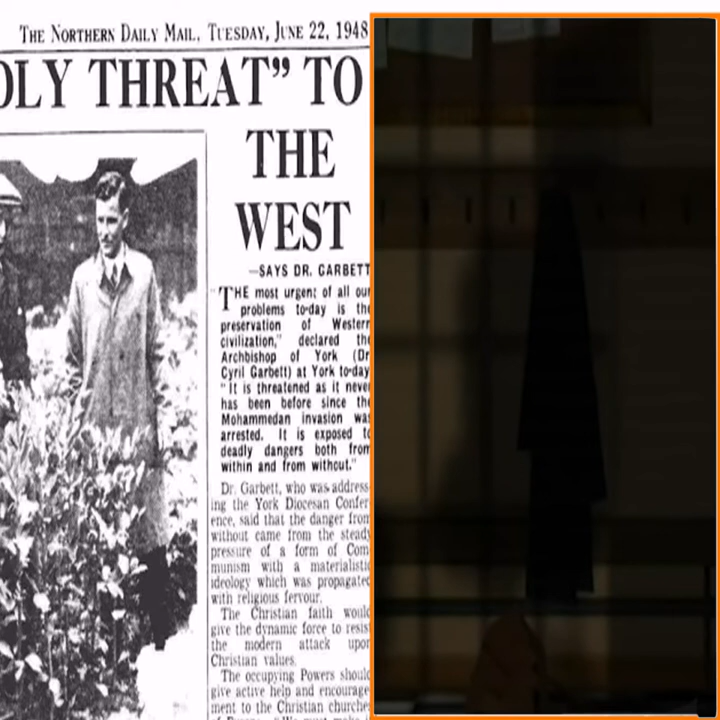 THE NORTHERN DAILY MAIL, TUESDAY, JUNE 22, 1948
OLY THREAT” TO
THE
WEST
—SAYS DR. GARBETT
“THE most urgent of all our
problems to-day is the
preservation of Western
civilization,” declared the
Archbishop of York (Dr
Cyril Garbett) at York to-day
“It is threatened as it never
has been before since the
Mohammedan invasion was
arrested. It is exposed to
deadly dangers both from
within and from without.”
Dr. Garbett, who was address-
ing the York Diocesan Confer
ence, said that the danger from
without came from the steady
pressure of a form of Com
munism with a materialistic
ideology which was propagated
with religious fervour.
The Christian faith would
give the dynamic force to resist
the modern attack upon
Christian values.
The occupying Powers should
give active help and encourage
ment to the Christian churches